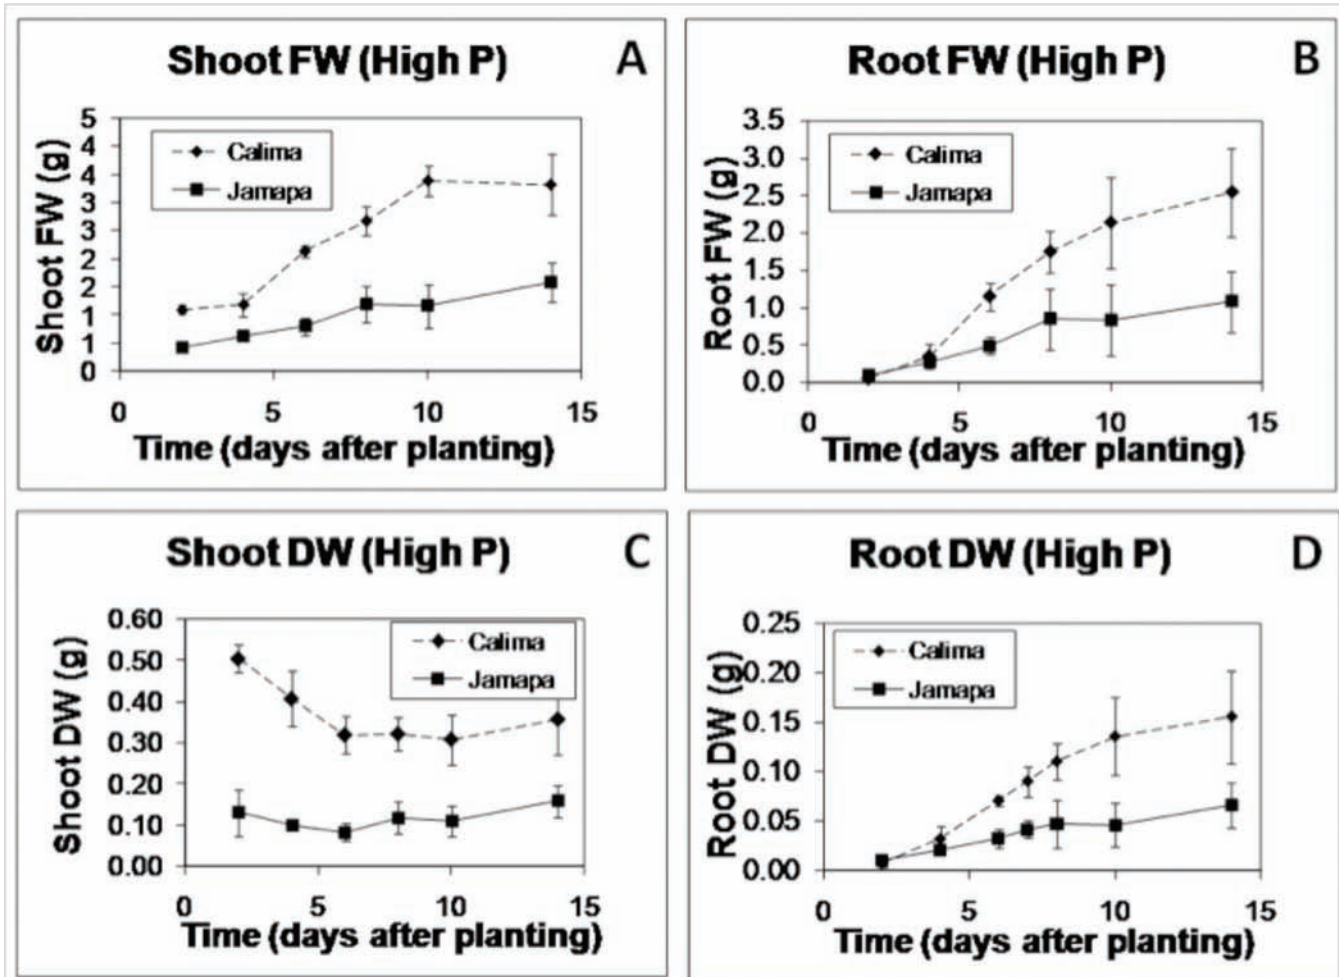 Shoot FW (High P) A
Shoot FW (g)
5
4
4
3
3
2
2
1
1
0
Calima
Jamapa
0 5 10 15
Time (days after planting)
Root FW (High P) B
Root FW (g)
3.5
3.0
2.5
2.0
1.5
1.0
0.5
0.0
Calima
Jamapa
0 5 10 15
Time (days after planting)
Shoot DW (High P) C
Shoot DW (g)
0.60
0.50
0.40
0.30
0.20
0.10
0.00
Calima
Jamapa
0 5 10 15
Time (days after planting)
Root DW (High P) D
Root DW (g)
0.25
0.20
0.15
0.10
0.05
0.00
Calima
Jamapa
0 5 10 15
Time (days after planting)